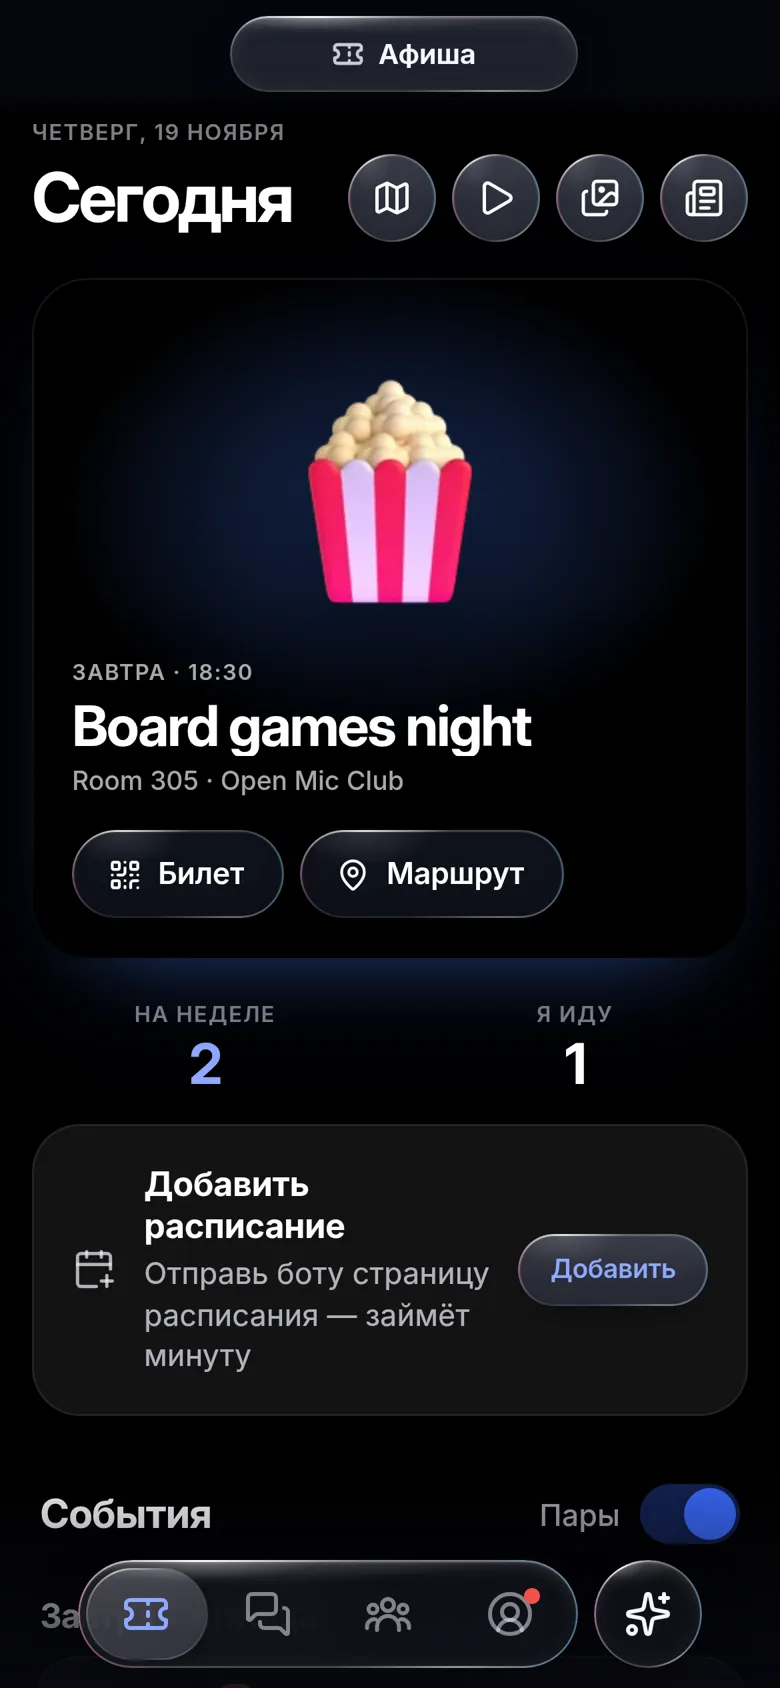 Афиша
ЧЕТВЕРГ, 19 НОЯБРЯ
Сегодня
ЗАВТРА · 18:30
Board games night
Room 305 · Open Mic Club
Билет
Маршрут
НА НЕДЕЛЕ
Я ИДУ
2
1
Добавить
расписание
Отправь боту страницу
расписания — займёт
минуту
Добавить
События
Пары